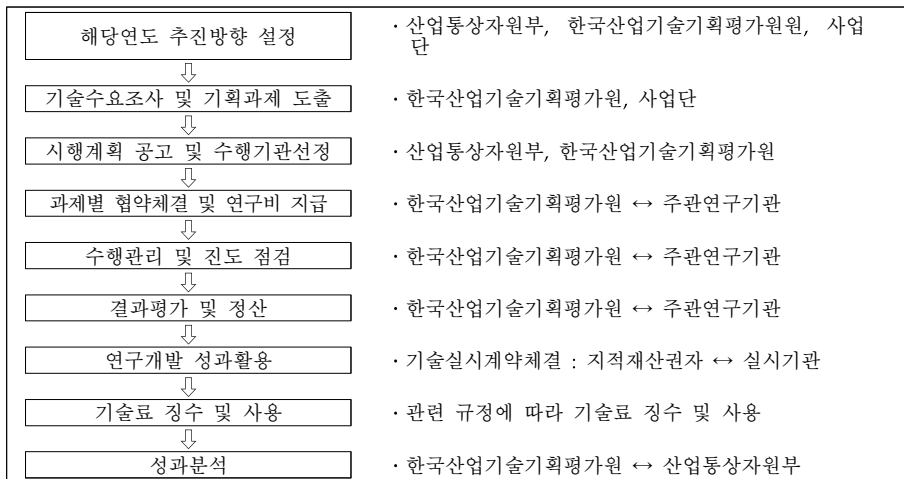 해당연도 추진방향 설정
· 산업통상자원부, 한국산업기술기획평가원원, 사업
단
기술수요조사 및 기획과제 도출
· 한국산업기술기획평가원, 사업단
시행계획 공고 및 수행기관선정
· 산업통상자원부, 한국산업기술기획평가원
과제별 협약체결 및 연구비 지급
· 한국산업기술기획평가원 ↔ 주관연구기관
수행관리 및 진도 점검
· 한국산업기술기획평가원 ↔ 주관연구기관
결과평가 및 정산
· 한국산업기술기획평가원 ↔ 주관연구기관
연구개발 성과활용
· 기술실시계약체결 : 지적재산권자 ↔ 실시기관
기술료 징수 및 사용
· 관련 규정에 따라 기술료 징수 및 사용
성과분석
· 한국산업기술기획평가원 ↔ 산업통상자원부